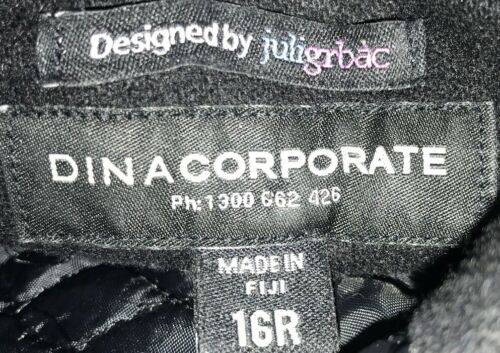 Designed by juligrbàc
DINACORPORATE
Ph: 1300 662 426
MADE IN
FIJI
16R